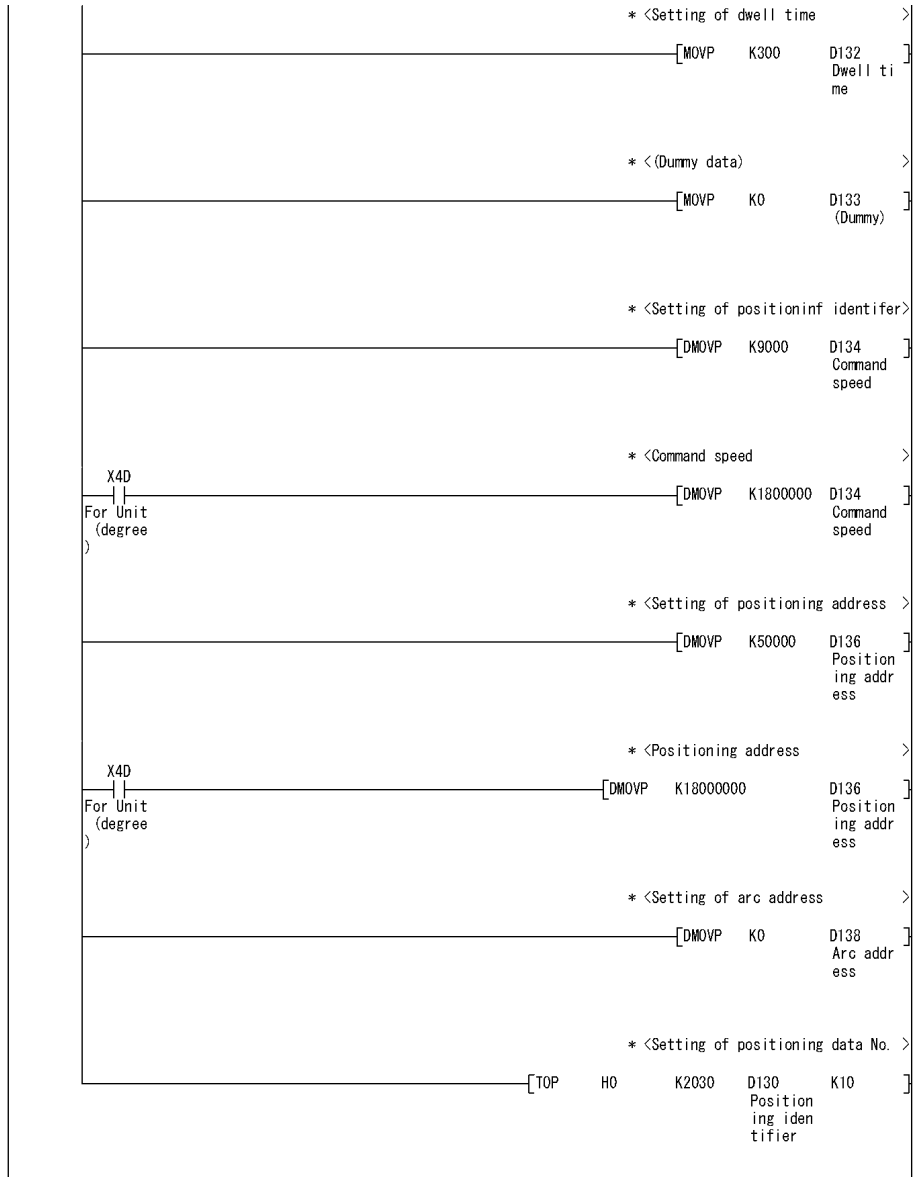 * <Setting of dwell time >
[MOVP K300 D132 ]
Dwell ti
me
* <(Dummy data) >
[MOVP K0 D133 ]
(Dummy)
* <Setting of positioninf identifer>
[DMOVP K9000 D134 ]
Command
speed
* <Command speed >
X4D
[DMOVP K1800000 D134 ]
For Unit
(degree
)
Command
speed
* <Setting of positioning address >
[DMOVP K50000 D136 ]
Position
ing addr
ess
* <Positioning address >
X4D
[DMOVP K18000000 D136 ]
For Unit
(degree
)
Position
ing addr
ess
* <Setting of arc address >
[DMOVP K0 D138 ]
Arc addr
ess
* <Setting of positioning data No. >
[TOP H0 K2030 D130 K10 ]
Position
ing iden
tifier